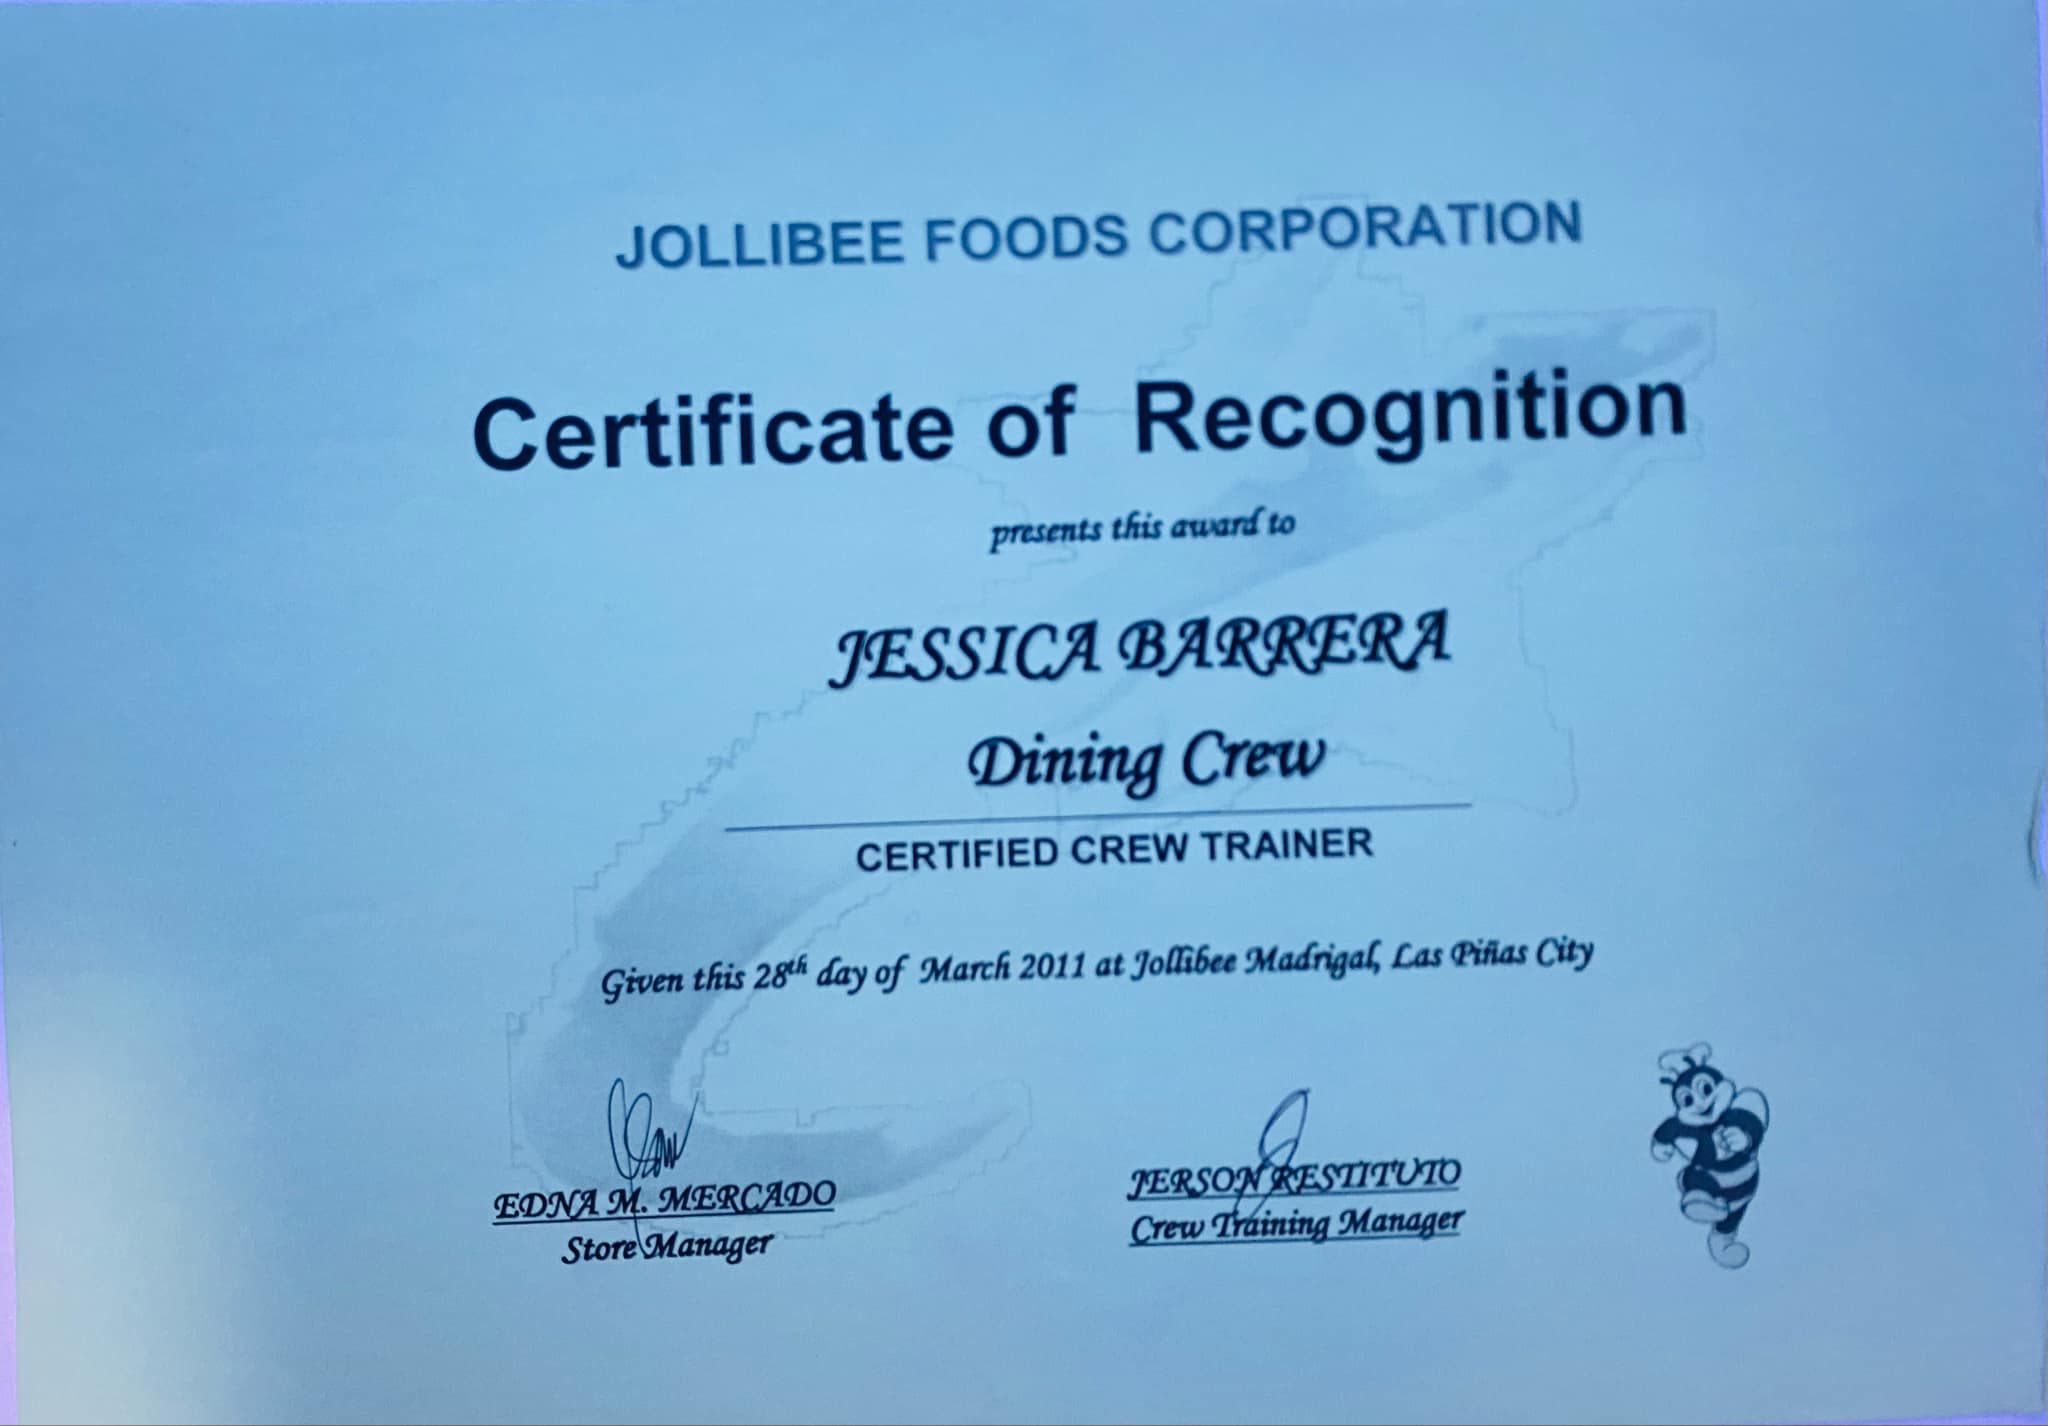 JOLLIBEE FOODS CORPORATION
Certificate of Recognition
presents this award to
JESSICA BARRERA
Dining Crew
CERTIFIED CREW TRAINER
Given this 28th day of March 2011 at Jollibee Madrigal, Las Piñas City
EDNA M. MERCADO
Store Manager
JERSON RESTITUTO
Crew Training Manager